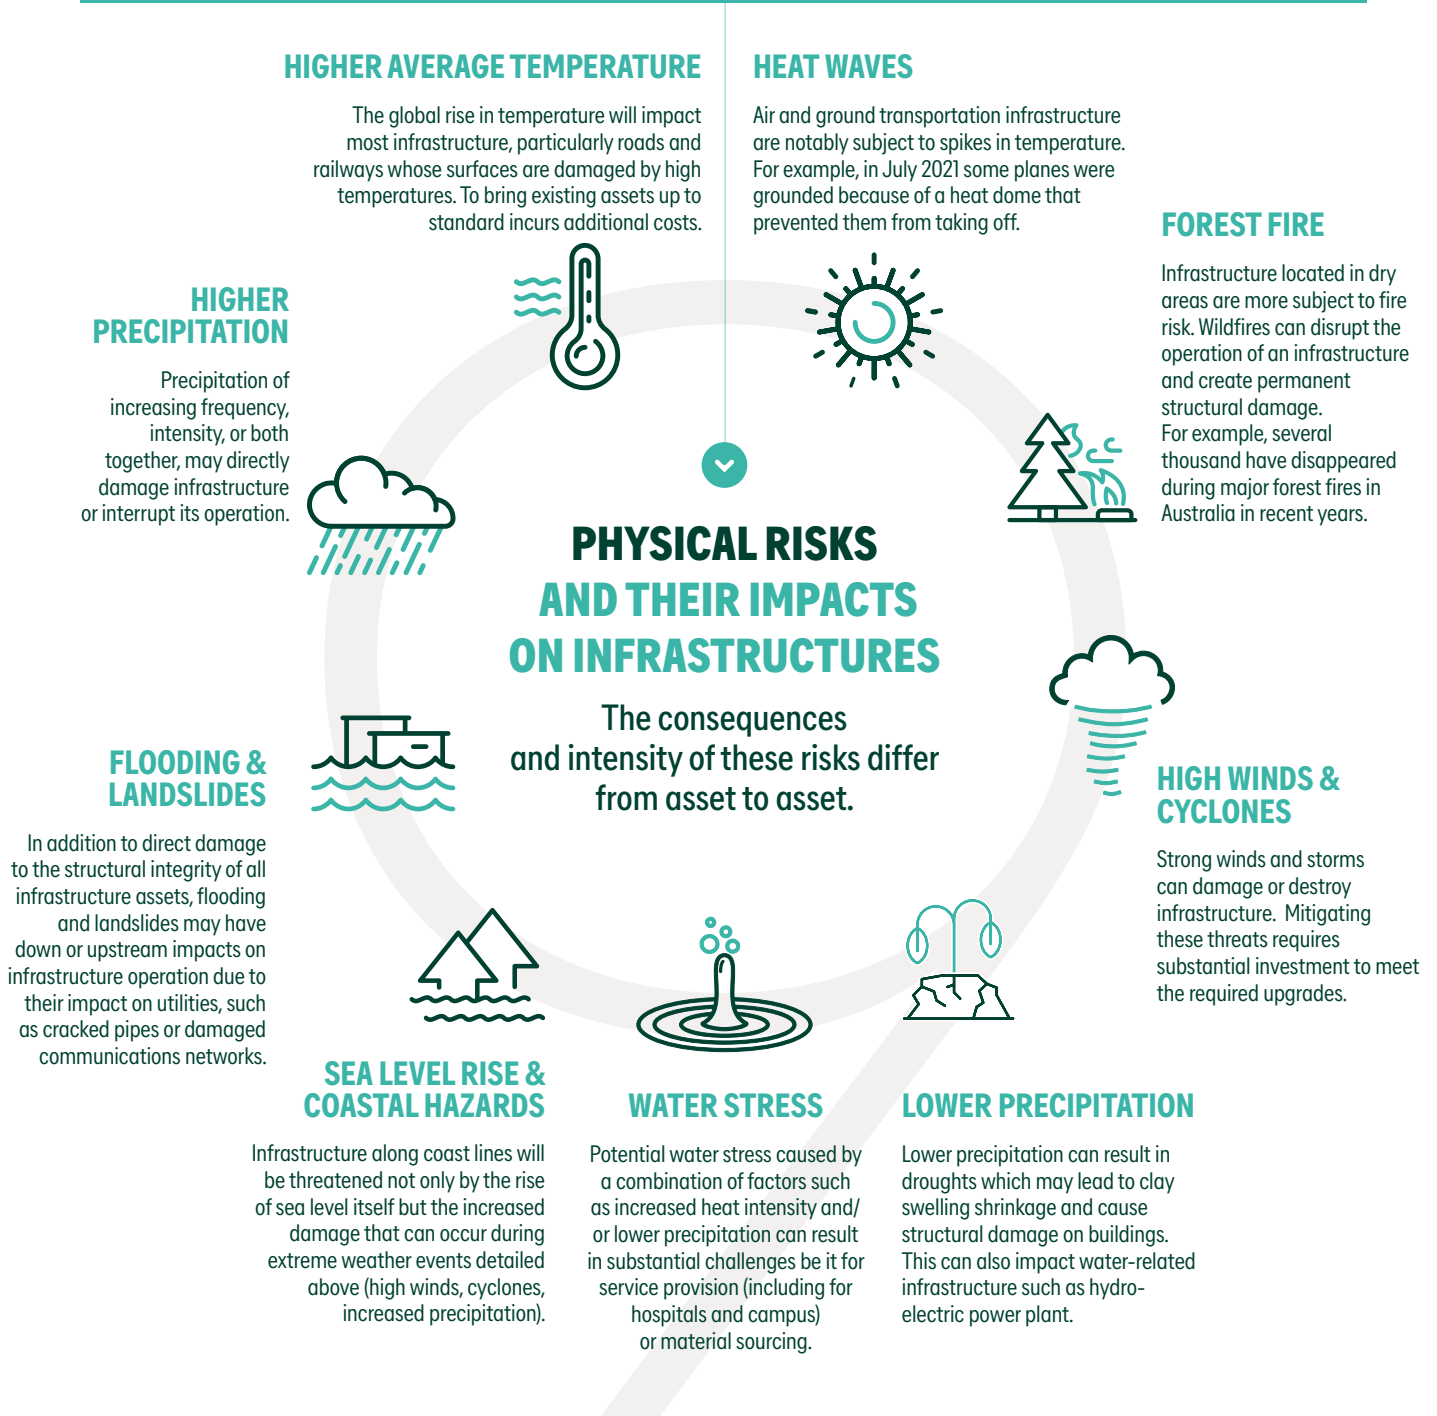 HIGHER AVERAGE TEMPERATURE
The global rise in temperature will impact
most infrastructure, particularly roads and
railways whose surfaces are damaged by high
temperatures. To bring existing assets up to
standard incurs additional costs.
HEAT WAVES
Air and ground transportation infrastructure
are notably subject to spikes in temperature.
For example, in July 2021 some planes were
grounded because of a heat dome that
prevented them from taking off.
FOREST FIRE
Infrastructure located in dry
areas are more subject to fire
risk. Wildfires can disrupt the
operation of an infrastructure
and create permanent
structural damage.
For example, several
thousand have disappeared
during major forest fires in
Australia in recent years.
HIGHER
PRECIPITATION
Precipitation of
increasing frequency,
intensity, or both
together, may directly
damage infrastructure
or interrupt its operation.
PHYSICAL RISKS
AND THEIR IMPACTS
ON INFRASTRUCTURES
The consequences
and intensity of these risks differ
from asset to asset.
FLOODING &
LANDSLIDES
In addition to direct damage
to the structural integrity of all
infrastructure assets, flooding
and landslides may have
down or upstream impacts on
infrastructure operation due to
their impact on utilities, such
as cracked pipes or damaged
communications networks.
HIGH WINDS &
CYCLONES
Strong winds and storms
can damage or destroy
infrastructure. Mitigating
these threats requires
substantial investment to meet
the required upgrades.
SEA LEVEL RISE &
COASTAL HAZARDS
Infrastructure along coast lines will
be threatened not only by the rise
of sea level itself but the increased
damage that can occur during
extreme weather events detailed
above (high winds, cyclones,
increased precipitation).
WATER STRESS
Potential water stress caused by
a combination of factors such
as increased heat intensity and/
or lower precipitation can result
in substantial challenges be it for
service provision (including for
hospitals and campus)
or material sourcing.
LOWER PRECIPITATION
Lower precipitation can result in
droughts which may lead to clay
swelling shrinkage and cause
structural damage on buildings.
This can also impact water-related
infrastructure such as hydro-
electric power plant.